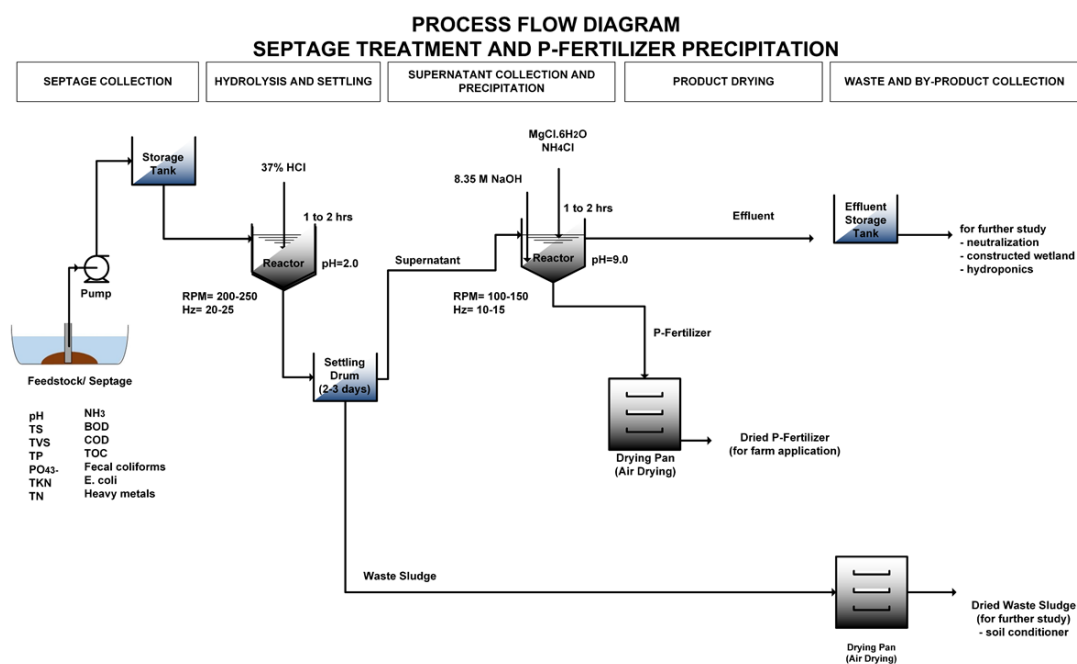 PROCESS FLOW DIAGRAM
SEPTAGE TREATMENT AND P-FERTILIZER PRECIPITATION
SEPTAGE COLLECTION
HYDROLYSIS AND SETTLING
SUPERNATANT COLLECTION AND
PRECIPITATION
PRODUCT DRYING
WASTE AND BY-PRODUCT COLLECTION
Storage
Tank
Pump
Feedstock/ Septage
pH
TS
TVS
TP
PO43-
TKN
TN
NH3
BOD
COD
TOC
Fecal coliforms
E. coli
Heavy metals
37% HCl
1 to 2 hrs
Reactor
pH=2.0
RPM= 200-250
Hz= 20-25
Settling
Drum
(2-3 days)
Supernatant
MgCl.6H2O
NH4Cl
8.35 M NaOH
1 to 2 hrs
Reactor
pH=9.0
RPM= 100-150
Hz= 10-15
P-Fertilizer
Drying Pan
(Air Drying)
Dried P-Fertilizer
(for farm application)
Effluent
Effluent
Storage
Tank
for further study
- neutralization
- constructed wetland
- hydroponics
Waste Sludge
Drying Pan
(Air Drying)
Dried Waste Sludge
(for further study)
- soil conditioner